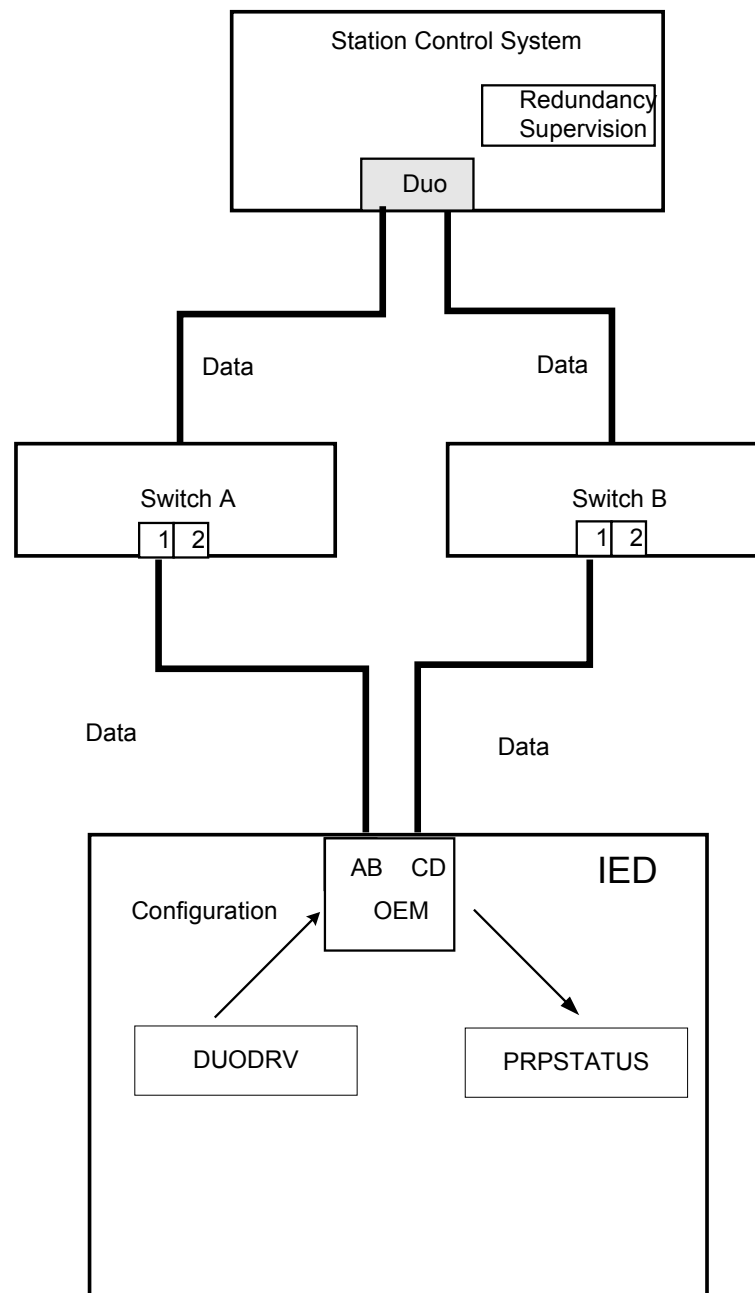 Station Control System
Redundancy
Supervision
Duo
Data
Data
Switch A
Switch B
1 2
1 2
Data
Data
AB CD
IED
Configuration
OEM
DUODRV
PRPSTATUS